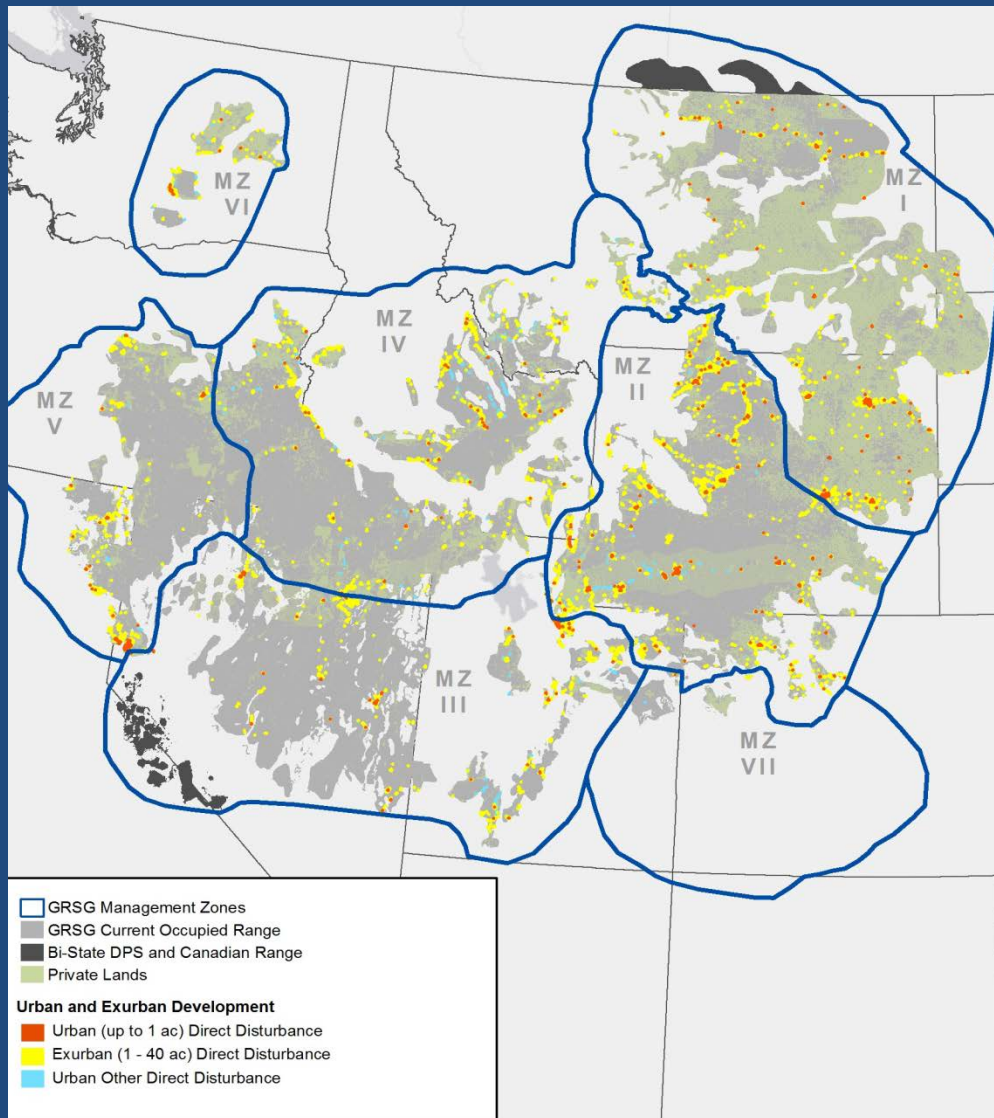 MZ
VI
MZ
I
MZ
IV
MZ
II
MZ
V
MZ
III
MZ
VII
GRSG Management Zones
GRSG Current Occupied Range
Bi-State DPS and Canadian Range
Private Lands
Urban and Exurban Development
Urban (up to 1 ac) Direct Disturbance
Exurban (1 - 40 ac) Direct Disturbance
Urban Other Direct Disturbance